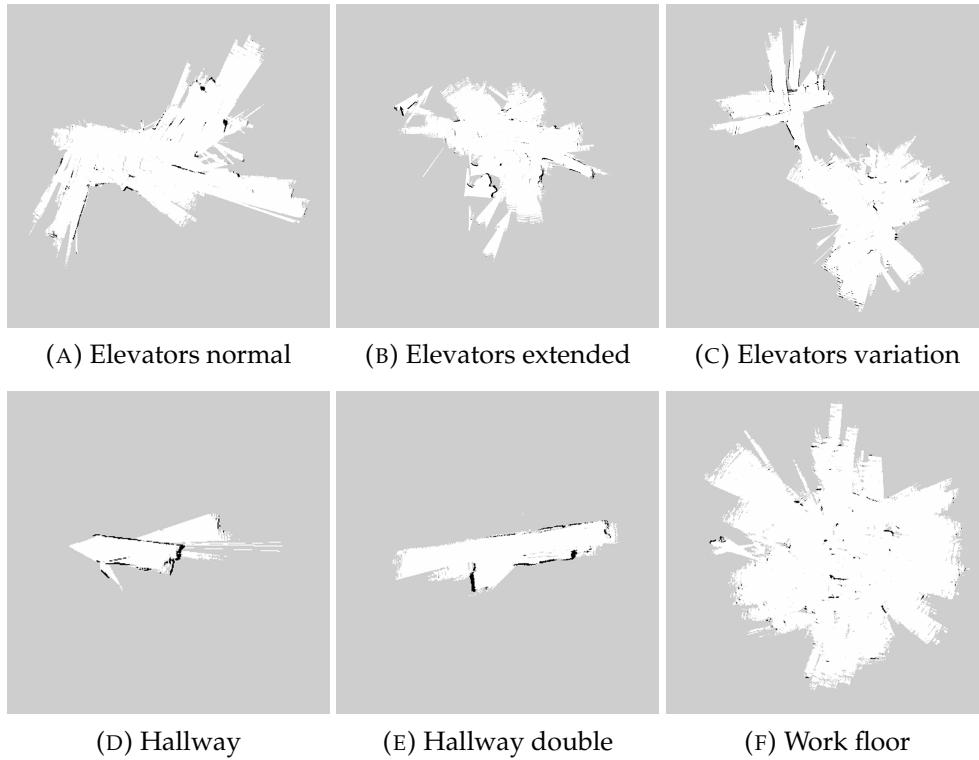 (A) Elevators normal
(B) Elevators extended
(C) Elevators variation
(D) Hallway
(E) Hallway double
(F) Work floor